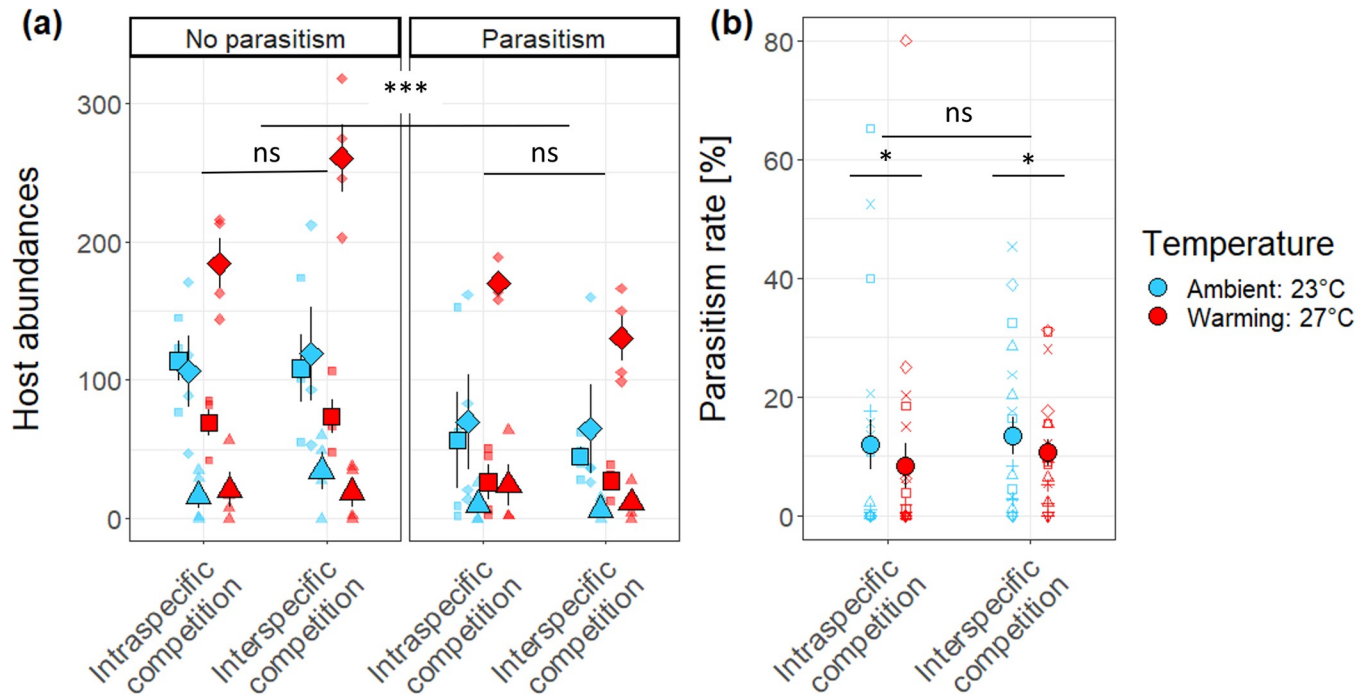 (a)
No parasitism
Parasitism
Host abundances
300
200
100
0
***
ns
ns
Intraspecific
competition
Interspecific
competition
Intraspecific
competition
Interspecific
competition
(b)
Parasitism rate [%]
80
60
40
20
0
ns
*
*
Intraspecific
competition
Interspecific
competition
Temperature
Ambient: 23°C
Warming: 27°C